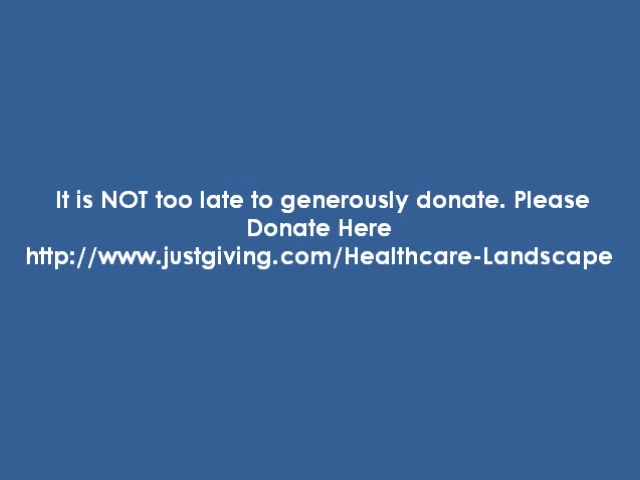 It is NOT too late to generously donate. Please
Donate Here
http://www.justgiving.com/Healthcare-Landscape